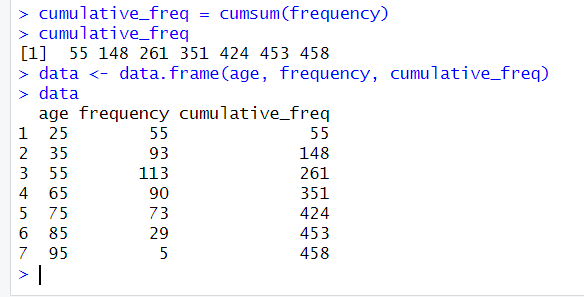 > cumulative_freq = cumsum(frequency)
> cumulative_freq
[1]  55 148 261 351 424 453 458
> data <- data.frame(age, frequency, cumulative_freq)
> data
  age frequency cumulative_freq
1  25        55              55
2  35        93             148
3  55       113             261
4  65        90             351
5  75        73             424
6  85        29             453
7  95         5             458
>